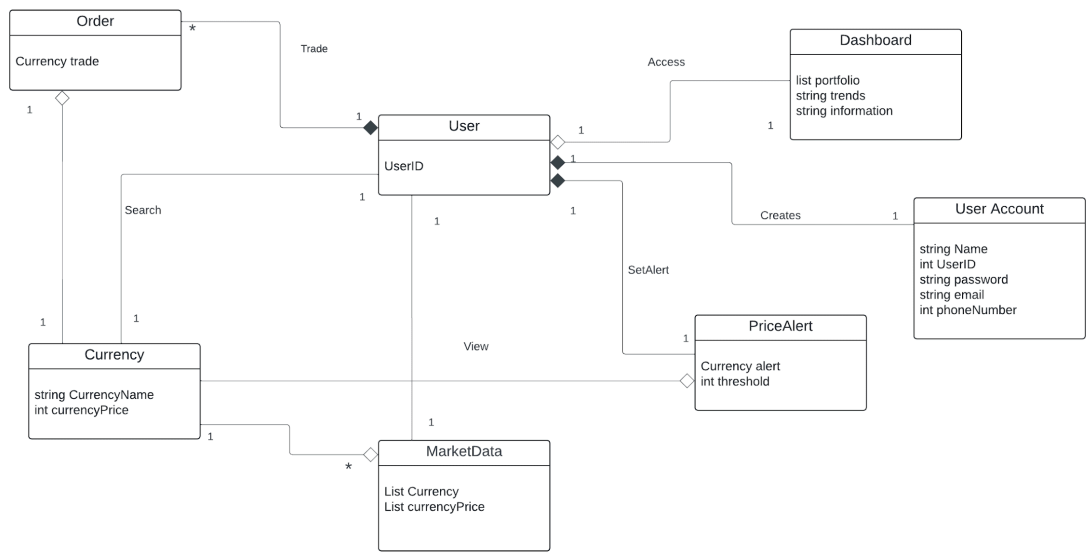 Order
Currency trade
*
Trade
1
1
Dashboard
list portfolio
string trends
string information
1
Access
1
User
UserID
1
1
1
1
Search
Creates
1
User Account
string Name
int UserID
string password
string email
int phoneNumber
SetAlert
1
1
View
1
PriceAlert
Currency alert
int threshold
Currency
string CurrencyName
int currencyPrice
1
*
1
MarketData
List Currency
List currencyPrice